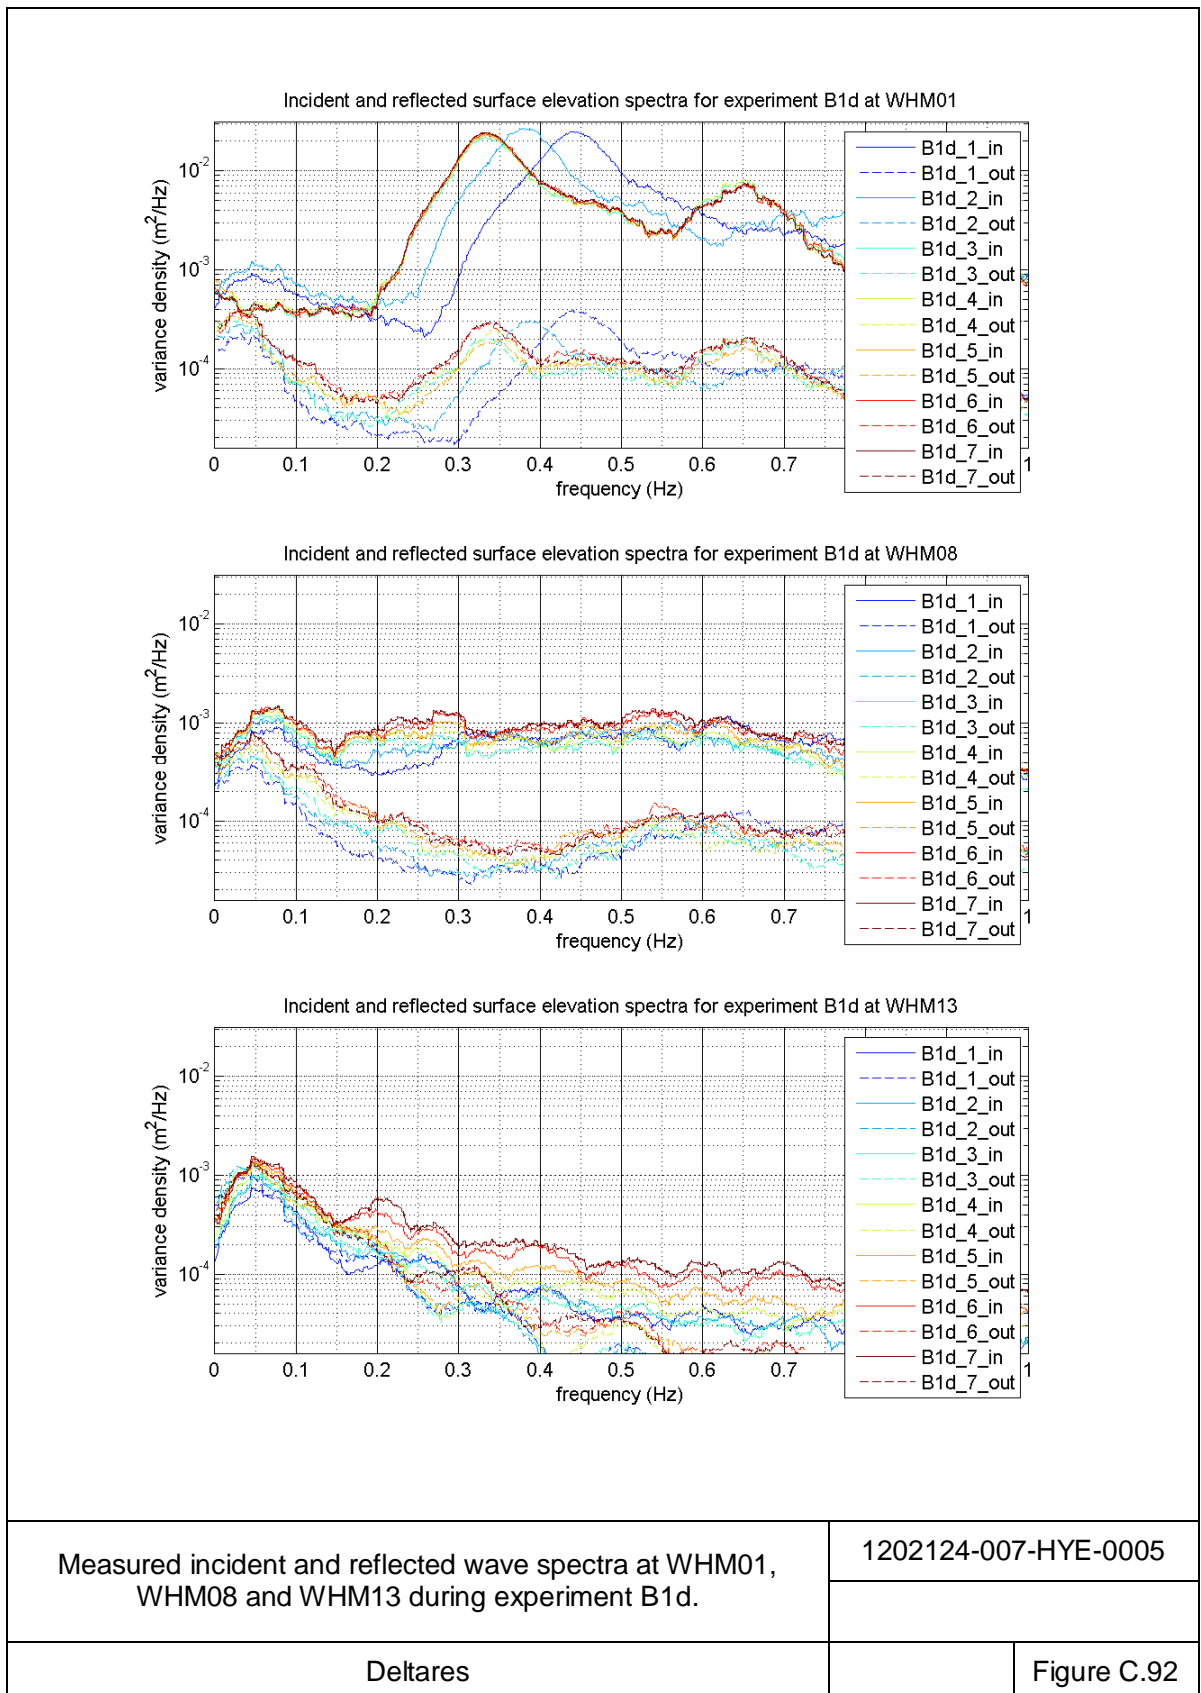 Incident and reflected surface elevation spectra for experiment B1d at WHM01
variance density (m²/Hz)
10⁻²
10⁻³
10⁻⁴
0 0.1 0.2 0.3 0.4 0.5 0.6 0.7 1
frequency (Hz)
B1d_1_in
B1d_1_out
B1d_2_in
B1d_2_out
B1d_3_in
B1d_3_out
B1d_4_in
B1d_4_out
B1d_5_in
B1d_5_out
B1d_6_in
B1d_6_out
B1d_7_in
B1d_7_out
Incident and reflected surface elevation spectra for experiment B1d at WHM08
variance density (m²/Hz)
10⁻²
10⁻³
10⁻⁴
0 0.1 0.2 0.3 0.4 0.5 0.6 0.7 1
frequency (Hz)
B1d_1_in
B1d_1_out
B1d_2_in
B1d_2_out
B1d_3_in
B1d_3_out
B1d_4_in
B1d_4_out
B1d_5_in
B1d_5_out
B1d_6_in
B1d_6_out
B1d_7_in
B1d_7_out
Incident and reflected surface elevation spectra for experiment B1d at WHM13
variance density (m²/Hz)
10⁻²
10⁻³
10⁻⁴
0 0.1 0.2 0.3 0.4 0.5 0.6 0.7 1
frequency (Hz)
B1d_1_in
B1d_1_out
B1d_2_in
B1d_2_out
B1d_3_in
B1d_3_out
B1d_4_in
B1d_4_out
B1d_5_in
B1d_5_out
B1d_6_in
B1d_6_out
B1d_7_in
B1d_7_out
Measured incident and reflected wave spectra at WHM01,
WHM08 and WHM13 during experiment B1d.
1202124-007-HYE-0005
Deltares
Figure C.92